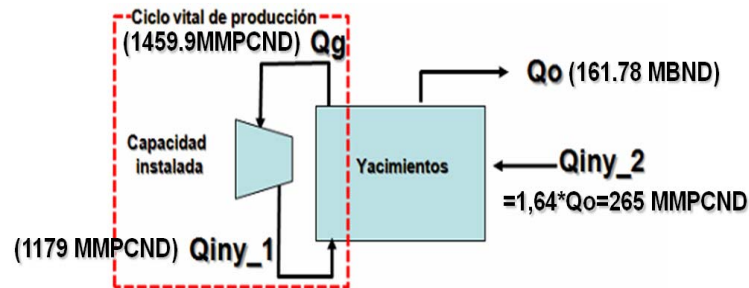 Ciclo vital de producción
(1459.9MMPCND) Qg
Qo (161.78 MBND)
Capacidad
instalada
Yacimientos
Qiny_2
=1,64*Qo=265 MMPCND
(1179 MMPCND) Qiny_1